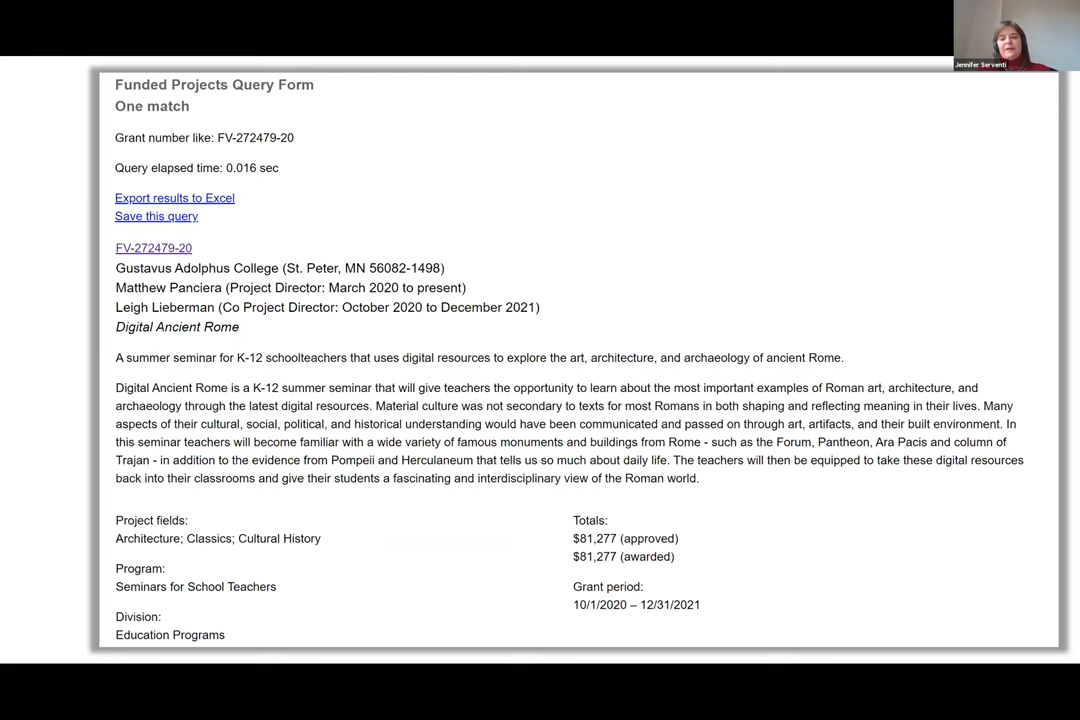 Jennifer Serventi
Funded Projects Query Form
One match
Grant number like: FV-272479-20
Query elapsed time: 0.016 sec
Export results to Excel
Save this query
FV-272479-20
Gustavus Adolphus College (St. Peter, MN 56082-1498)
Matthew Panciera (Project Director: March 2020 to present)
Leigh Lieberman (Co Project Director: October 2020 to December 2021)
Digital Ancient Rome
A summer seminar for K-12 schoolteachers that uses digital resources to explore the art, architecture, and archaeology of ancient Rome.
Digital Ancient Rome is a K-12 summer seminar that will give teachers the opportunity to learn about the most important examples of Roman art, architecture, and
archaeology through the latest digital resources. Material culture was not secondary to texts for most Romans in both shaping and reflecting meaning in their lives. Many
aspects of their cultural, social, political, and historical understanding would have been communicated and passed on through art, artifacts, and their built environment. In
this seminar teachers will become familiar with a wide variety of famous monuments and buildings from Rome - such as the Forum, Pantheon, Ara Pacis and column of
Trajan - in addition to the evidence from Pompeii and Herculaneum that tells us so much about daily life. The teachers will then be equipped to take these digital resources
back into their classrooms and give their students a fascinating and interdisciplinary view of the Roman world.
Project fields:
Architecture; Classics; Cultural History
Program:
Seminars for School Teachers
Division:
Education Programs
Totals:
$81,277 (approved)
$81,277 (awarded)
Grant period:
10/1/2020 – 12/31/2021